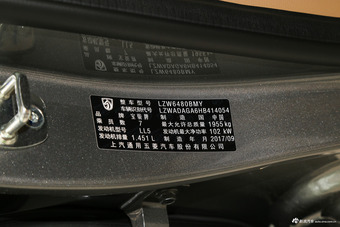 整车型号 LZW6480BMY
车辆识别代号 LZWADAGA6HB414054
品牌 宝骏牌 制造国 中国
乘员数 7 最大允许总质量 1955 kg
发动机型号 LL5 发动机最大净功率 102 kW
发动机排量 1,451 L 制造年月 2017/09
上汽通用五菱汽车股份有限公司